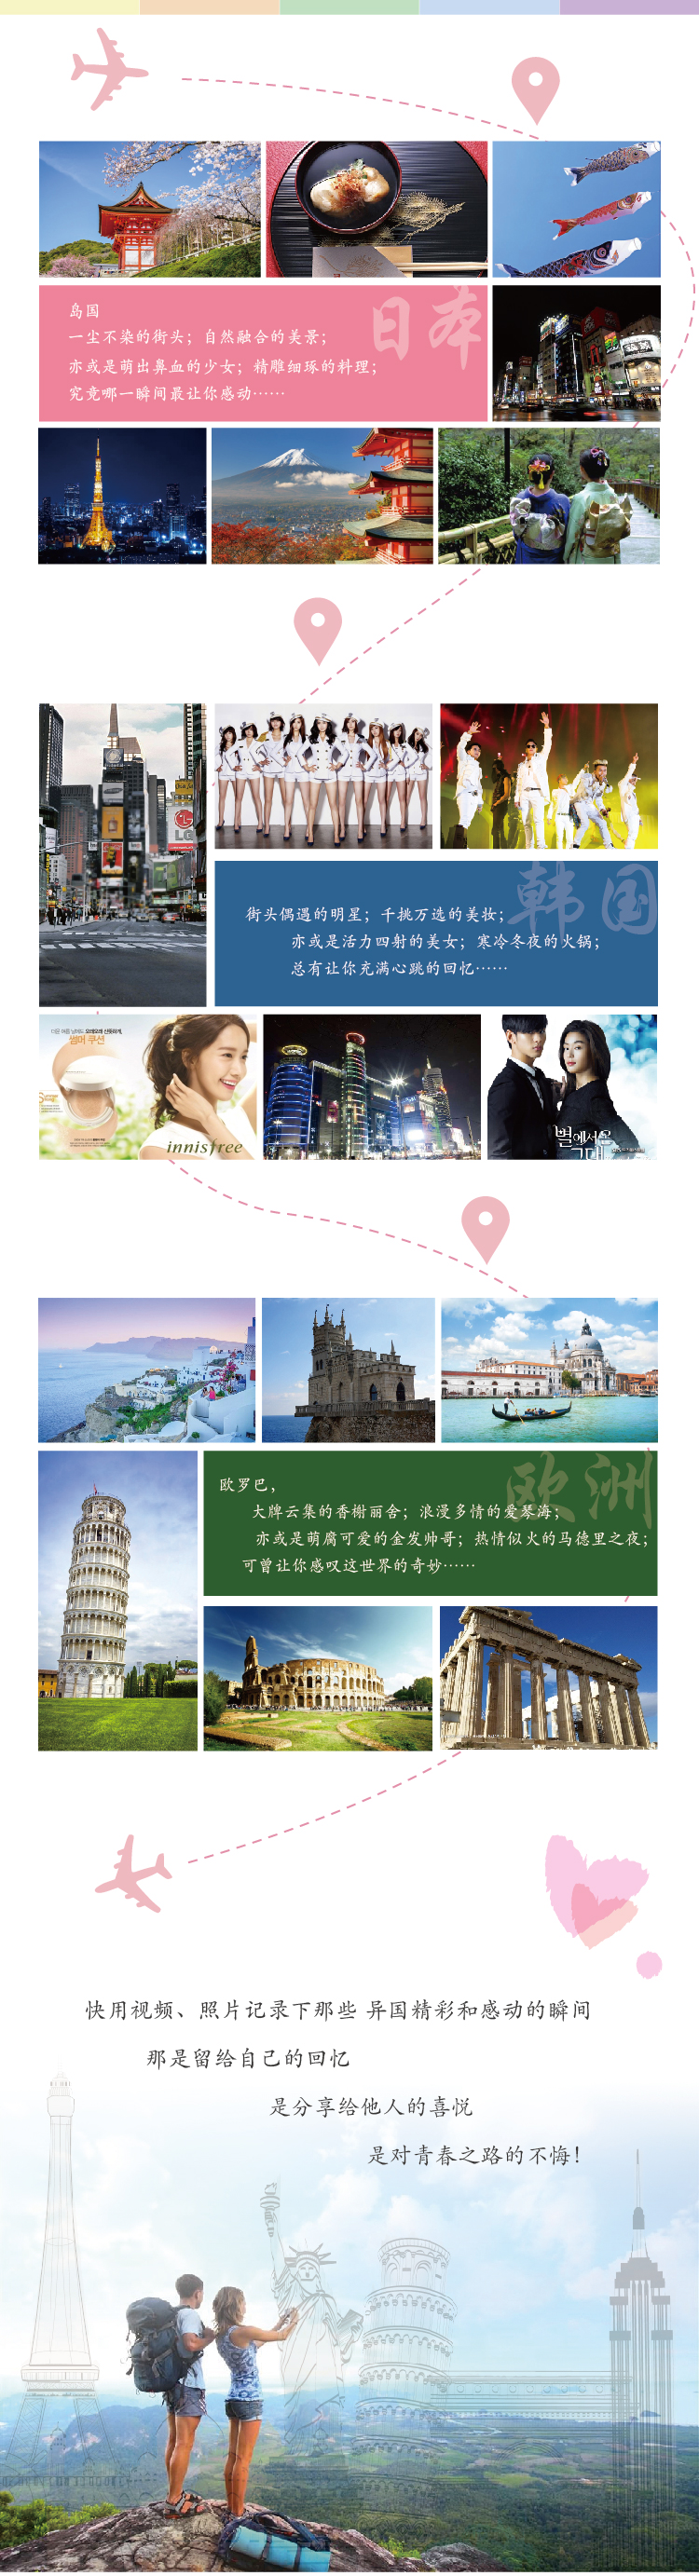 日本
岛国
一尘不染的街头；自然融合的美景；
亦或是萌出鼻血的少女；精雕细琢的料理；
究竟哪一瞬间最让你感动……
LG
韩国
街头偶遇的明星；千挑万选的美妆；
亦或是活力四射的美女；寒冷冬夜的火锅；
总有让你充满心跳的回忆……
썸머 쿠션
innisfree
별에서온
그대
欧洲
欧罗巴，
大牌云集的香榭丽舍；浪漫多情的爱琴海；
亦或是萌腐可爱的金发帅哥；热情似火的马德里之夜；
可曾让你感叹这世界的奇妙……
快用视频、照片记录下那些 异国精彩和感动的瞬间
那是留给自己的回忆
是分享给他人的喜悦
是对青春之路的不悔！